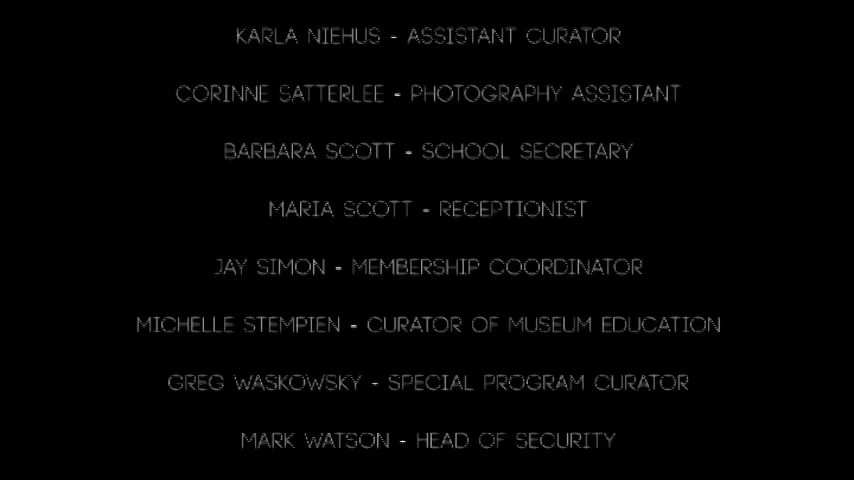 KARLA NIEHUS - ASSISTANT CURATOR
CORINNE SATTERLEE - PHOTOGRAPHY ASSISTANT
BARBARA SCOTT - SCHOOL SECRETARY
MARIA SCOTT - RECEPTIONIST
JAY SIMON - MEMBERSHIP COORDINATOR
MICHELLE STEMPIEN - CURATOR OF MUSEUM EDUCATION
GREG WASKOWSKY - SPECIAL PROGRAM CURATOR
MARK WATSON - HEAD OF SECURITY